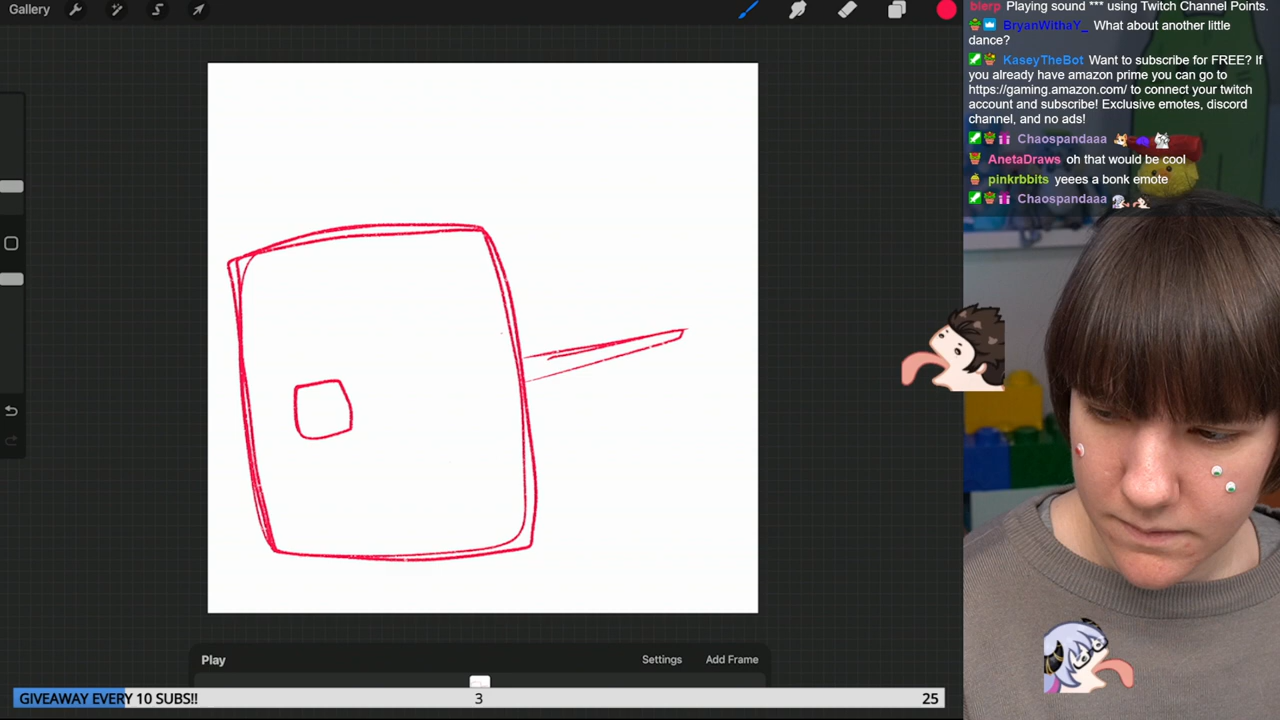 Gallery
blerp Playing sound *** using Twitch Channel Points.
BryanWithaY_ What about another little
dance?
KaseyTheBot Want to subscribe for FREE? If
you already have amazon prime you can go to
https://gaming.amazon.com/ to connect your twitch
account and subscribe! Exclusive emotes, discord
channel, and no ads!
Chaospandaaa
AnetaDraws oh that would be cool
pinkrbbits yeees a bonk emote
Chaospandaaa
Play Settings Add Frame
GIVEAWAY EVERY 10 SUBS!! 3 25